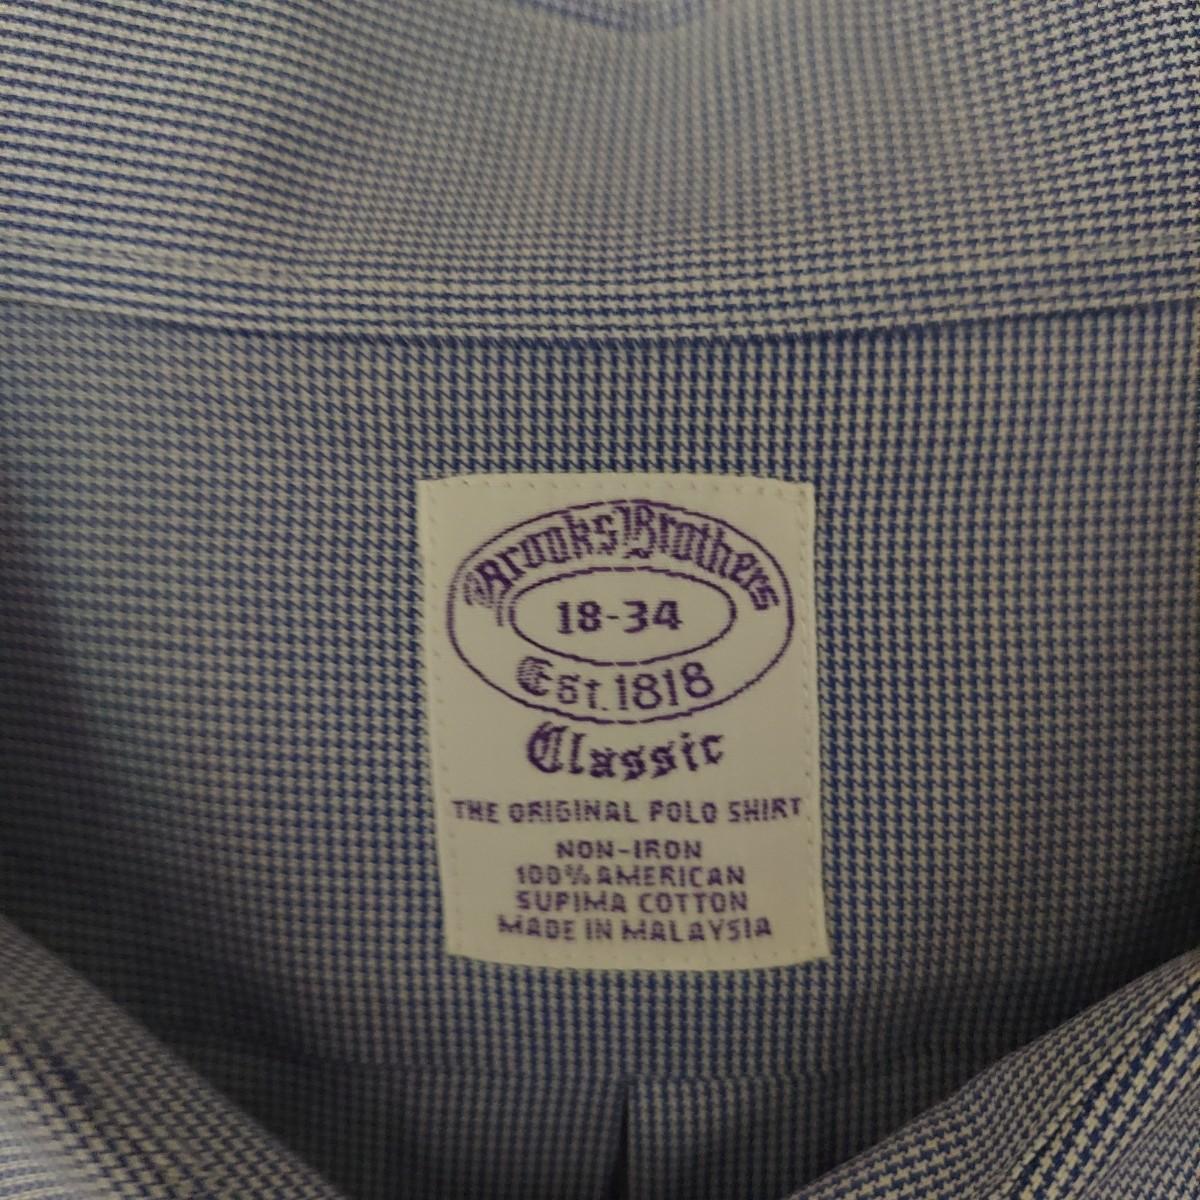 Brooks Brothers
18-34
Est. 1818
Classic
THE ORIGINAL POLO SHIRT
NON-IRON
100% AMERICAN
SUPIMA COTTON
MADE IN MALAYSIA